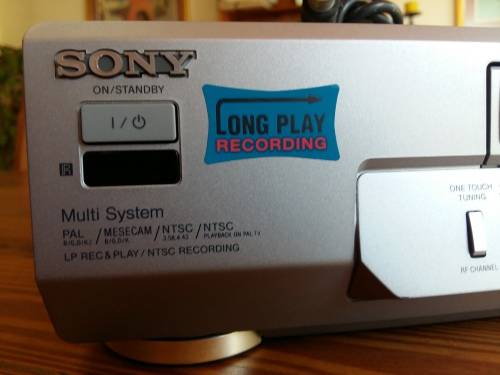 SONY
ON/STANDBY
I/⏻
LONG PLAY
RECORDING
IR
Multi System
PAL / MESECAM / NTSC / NTSC
B/G,D/K,I B/G,D/K 3.58,4.43 PLAYBACK ON PAL TV
LP REC & PLAY / NTSC RECORDING
ONE TOUCH
TUNING
RF CHANNEL